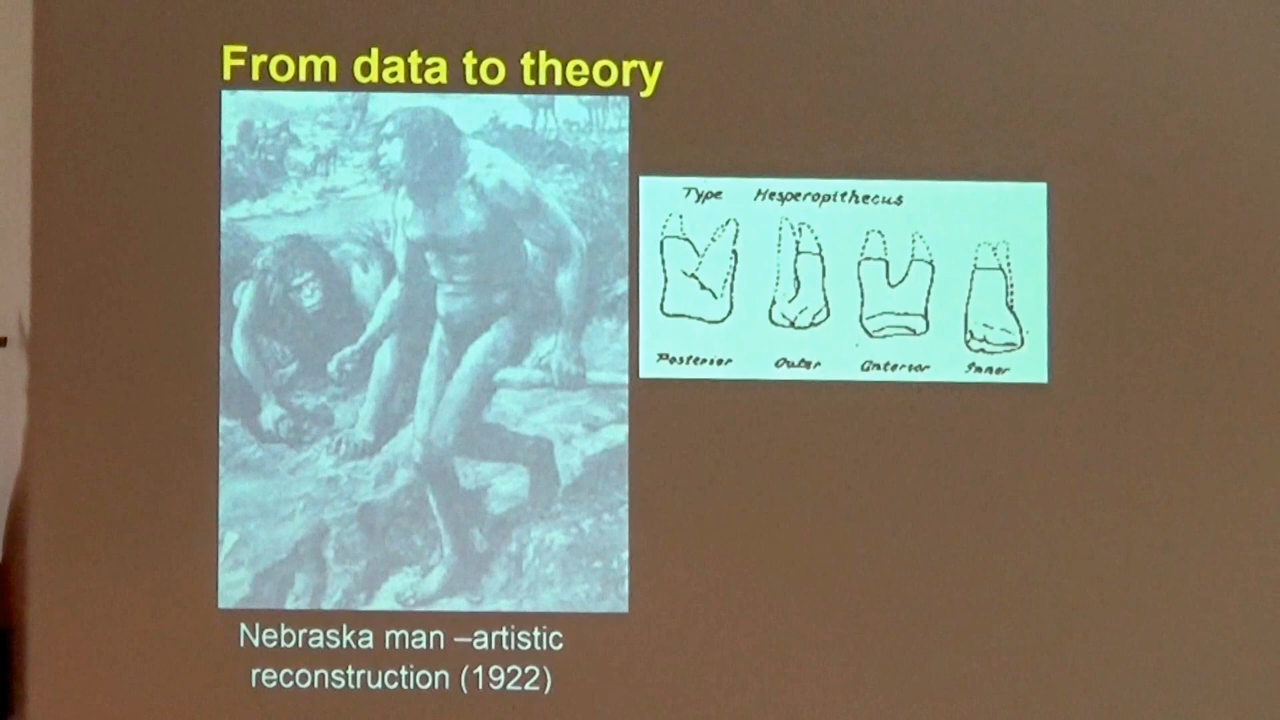 From data to theory
Type Hesperopithecus
Posterior Outer Anterior Inner
Nebraska man –artistic
reconstruction (1922)